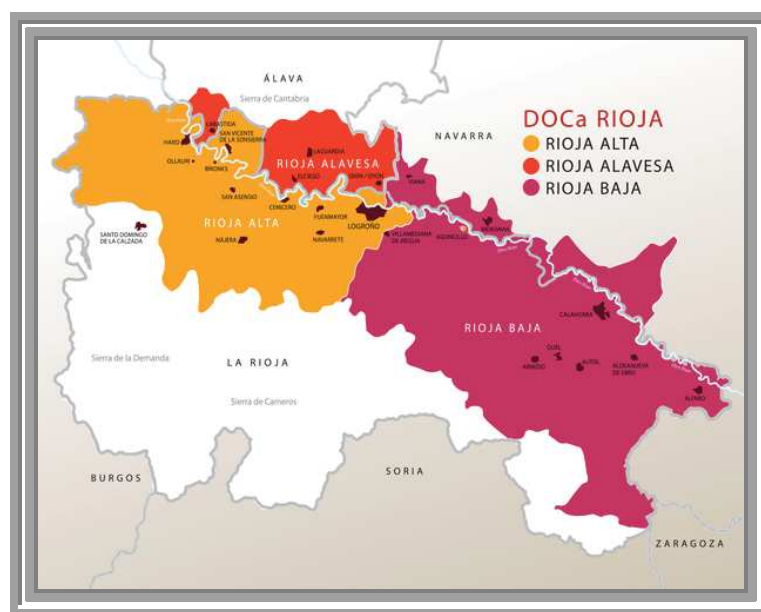 ÁLAVA
Sierra de Cantabria
DOCa RIOJA
RIOJA ALTA
RIOJA ALAVESA
RIOJA BAJA
NAVARRA
LABASTIDA
SAN VICENTE
DE LA SONSIERRA
HARO
OLLAURI
BRIONES
LAGUARDIA
RIOJA ALAVESA
ELCIEGO
OION / OYON
VIANA
SAN ASENSIO
CENICERO
FUENMAYOR
LOGROÑO
RIOJA ALTA
SANTO DOMINGO
DE LA CALZADA
NÁJERA
NAVARRETE
VILLAMEDIANA
DE IREGUA
AGONCILLO
MENDAVIA
CALAHORRA
RIOJA BAJA
QUEL
ARNEDO
AUTOL
ALDEANUEVA
DE EBRO
ALFARO
LA RIOJA
Sierra de la Demanda
Sierra de Cameros
BURGOS
SORIA
ZARAGOZA